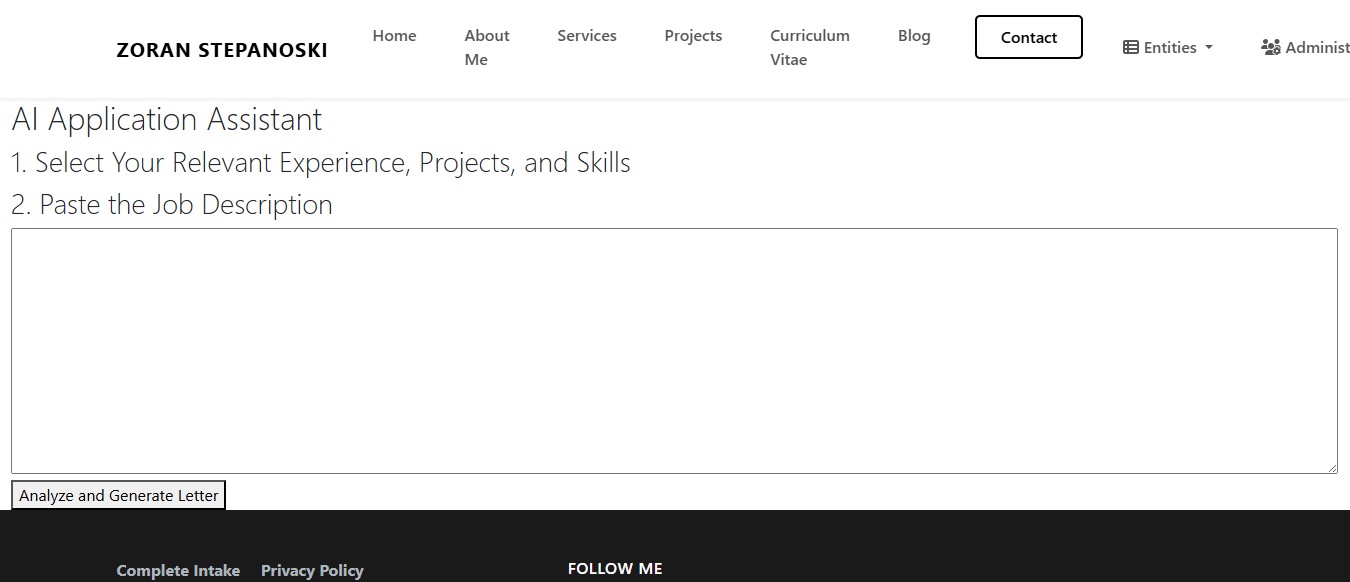 ZORAN STEPANOSKI
Home
About
Me
Services
Projects
Curriculum
Vitae
Blog
Contact
Entities
Administ
AI Application Assistant
1. Select Your Relevant Experience, Projects, and Skills
2. Paste the Job Description
Analyze and Generate Letter
Complete Intake
Privacy Policy
FOLLOW ME